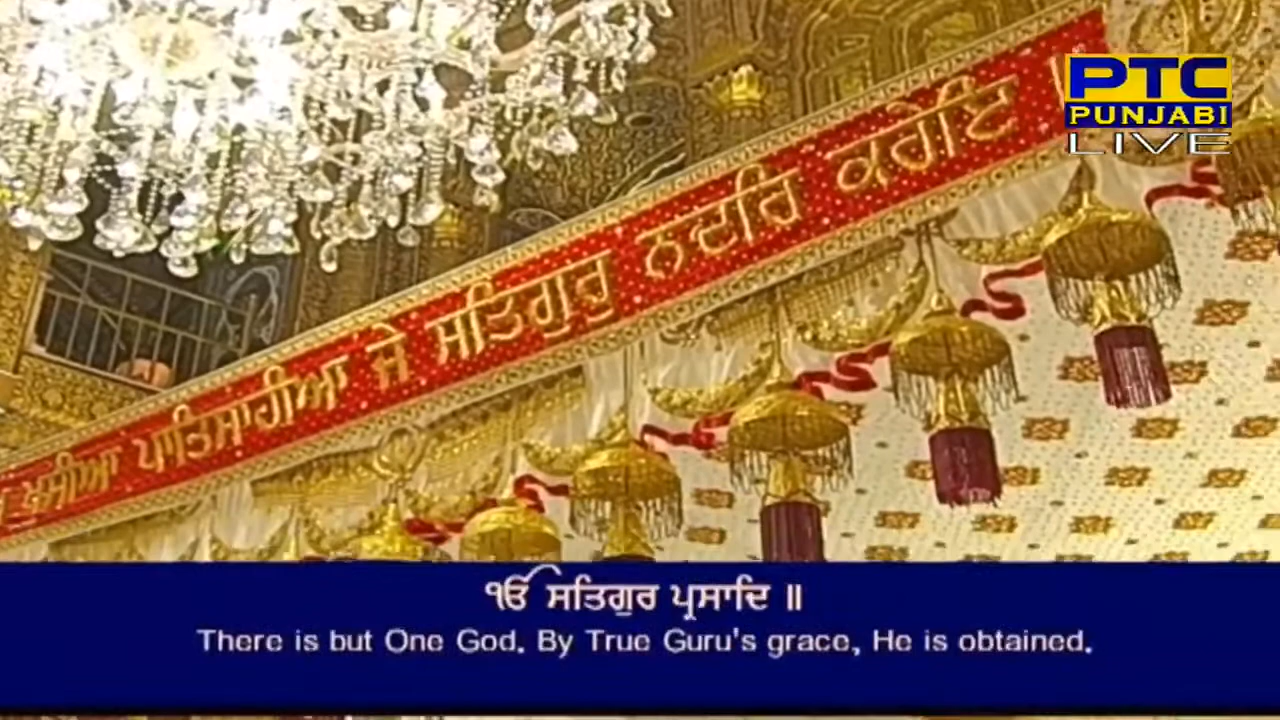 PTC
PUNJABI
LIVE
ਖੁਸੀਆ ਪਾਤਿਸਾਹੀਆ ਜੇ ਸਤਿਗੁਰੁ ਨਦਰਿ ਕਰੇਇ
ੴ ਸਤਿਗੁਰ ਪ੍ਰਸਾਦਿ ॥
There is but One God. By True Guru's grace, He is obtained.